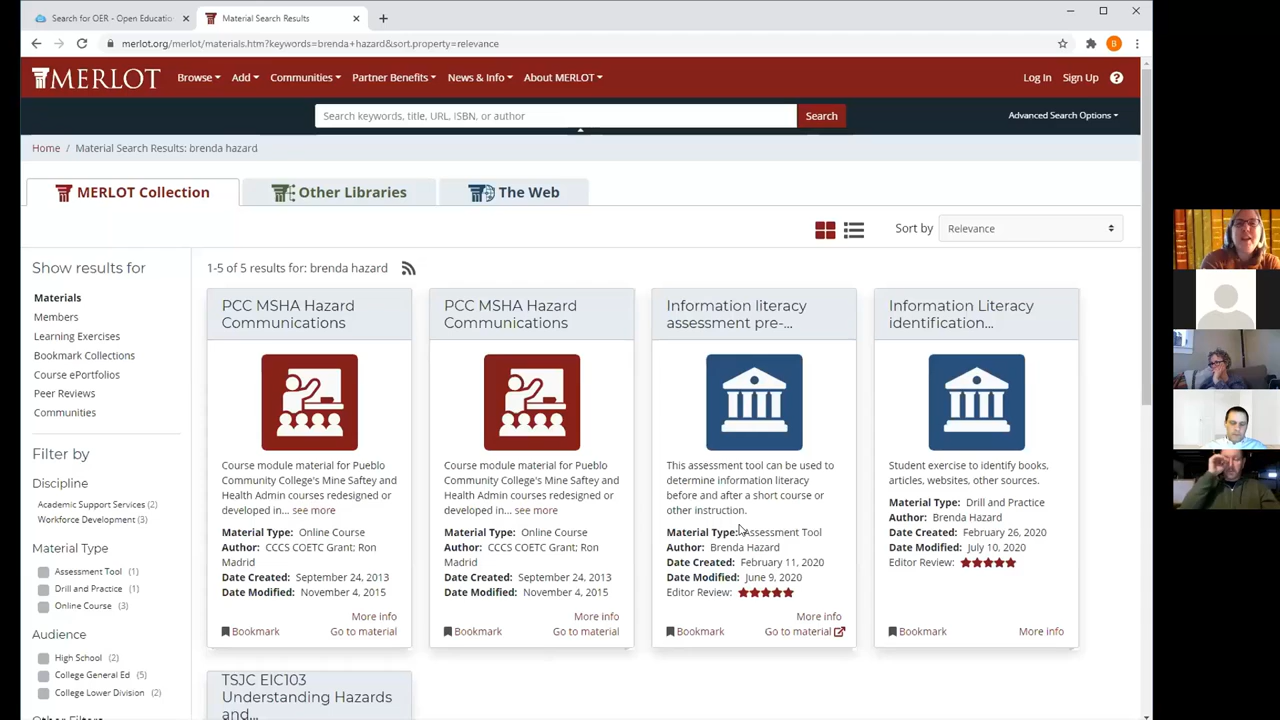 Search for OER - Open Educatio
Material Search Results
merlot.org/merlot/materials.htm?keywords=brenda+hazard&sort.property=relevance
B
MERLOT
Browse
Add
Communities
Partner Benefits
News & Info
About MERLOT
Log In
Sign Up
?
Search keywords, title, URL, ISBN, or author
Search
Advanced Search Options
Home / Material Search Results: brenda hazard
MERLOT Collection
Other Libraries
The Web
Sort by
Relevance
Show results for
Materials
Members
Learning Exercises
Bookmark Collections
Course ePortfolios
Peer Reviews
Communities
Filter by
Discipline
Academic Support Services (2)
Workforce Development (3)
Material Type
Assessment Tool (1)
Drill and Practice (1)
Online Course (3)
Audience
High School (2)
College General Ed (5)
College Lower Division (2)
Other Filters
1-5 of 5 results for: brenda hazard
PCC MSHA Hazard
Communications
Course module material for Pueblo
Community College's Mine Saftey and
Health Admin courses redesigned or
developed in... see more
Material Type: Online Course
Author: CCCS COETC Grant; Ron
Madrid
Date Created: September 24, 2013
Date Modified: November 4, 2015
More info
Bookmark
Go to material
PCC MSHA Hazard
Communications
Course module material for Pueblo
Community College's Mine Saftey and
Health Admin courses redesigned or
developed in... see more
Material Type: Online Course
Author: CCCS COETC Grant; Ron
Madrid
Date Created: September 24, 2013
Date Modified: November 4, 2015
More info
Bookmark
Go to material
Information literacy
assessment pre-...
This assessment tool can be used to
determine information literacy
before and after a short course or
other instruction.
Material Type: Assessment Tool
Author: Brenda Hazard
Date Created: February 11, 2020
Date Modified: June 9, 2020
Editor Review:
More info
Bookmark
Go to material
Information Literacy
identification...
Student exercise to identify books,
articles, websites, other sources.
Material Type: Drill and Practice
Author: Brenda Hazard
Date Created: February 26, 2020
Date Modified: July 10, 2020
Editor Review:
Bookmark
More info
TSJC EIC103
Understanding Hazards
and...